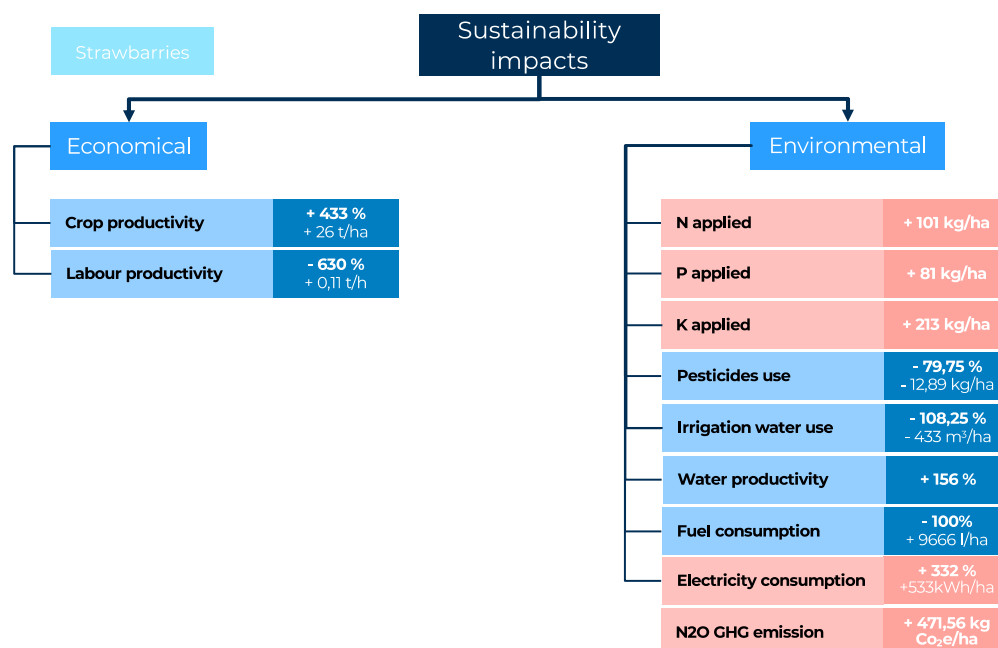 Strawbarries
Sustainability
impacts
Economical
Crop productivity
+ 433 %
+ 26 t/ha
Labour productivity
- 630 %
+ 0,11 t/h
Environmental
N applied
+ 101 kg/ha
P applied
+ 81 kg/ha
K applied
+ 213 kg/ha
Pesticides use
- 79,75 %
- 12,89 kg/ha
Irrigation water use
- 108,25 %
- 433 m³/ha
Water productivity
+ 156 %
Fuel consumption
- 100%
+ 9666 l/ha
Electricity consumption
+ 332 %
+533kWh/ha
N2O GHG emission
+ 471,56 kg
Co₂e/ha